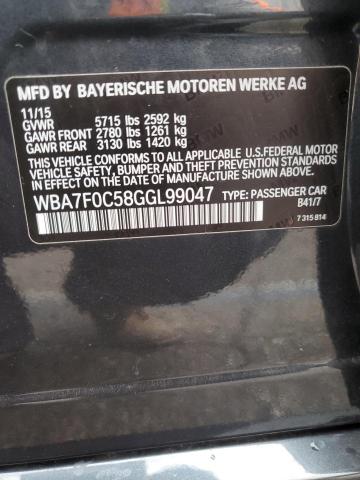 MFD BY BAYERISCHE MOTOREN WERKE AG
11/15
GVWR 5715 lbs 2592 kg
GAWR FRONT 2780 lbs 1261 kg
GAWR REAR 3130 lbs 1420 kg
THIS VEHICLE CONFORMS TO ALL APPLICABLE U.S.FEDERAL MOTOR
VEHICLE SAFETY, BUMPER AND THEFT PREVENTION STANDARDS
IN EFFECT ON THE DATE OF MANUFACTURE SHOWN ABOVE.
WBA7F0C58GGL99047 TYPE: PASSENGER CAR
B41/7
7 315 814